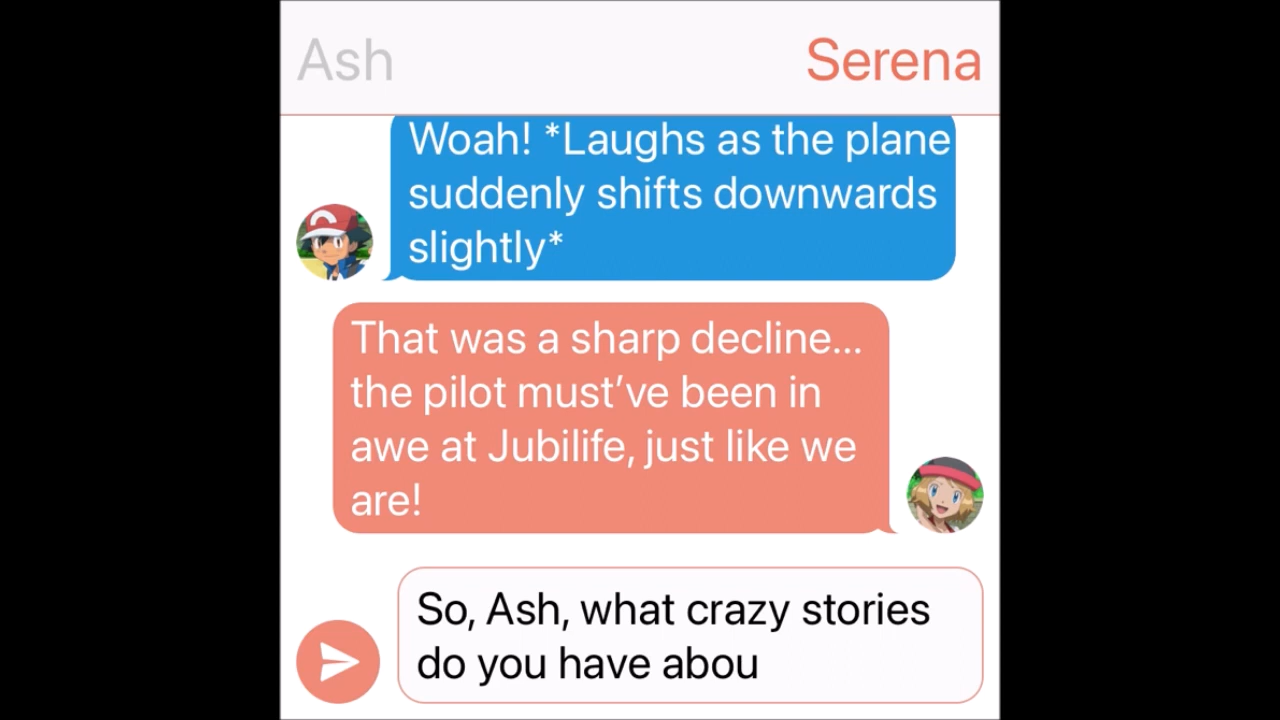 Ash
Serena
Woah! *Laughs as the plane
suddenly shifts downwards
slightly*
That was a sharp decline...
the pilot must’ve been in
awe at Jubilife, just like we
are!
So, Ash, what crazy stories
do you have abou